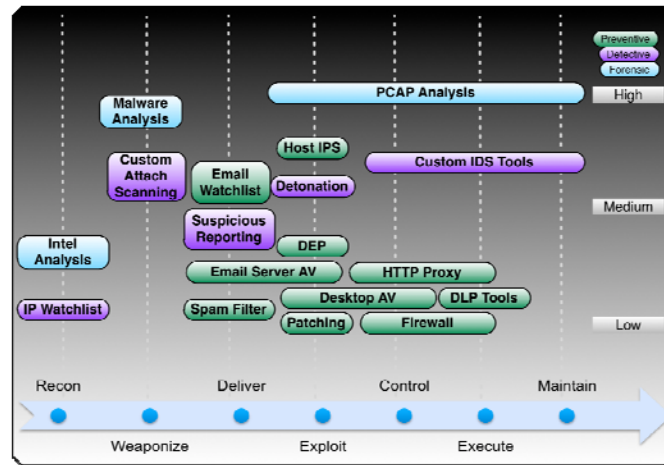 Preventive
Detective
Forensic
PCAP Analysis
High
Malware
Analysis
Host IPS
Custom
Attach
Scanning
Email
Watchlist
Custom IDS Tools
Detonation
Medium
Suspicious
Reporting
Intel
Analysis
DEP
Email Server AV
HTTP Proxy
Desktop AV
DLP Tools
IP Watchlist
Spam Filter
Patching
Firewall
Low
Recon
Deliver
Control
Maintain
Weaponize
Exploit
Execute